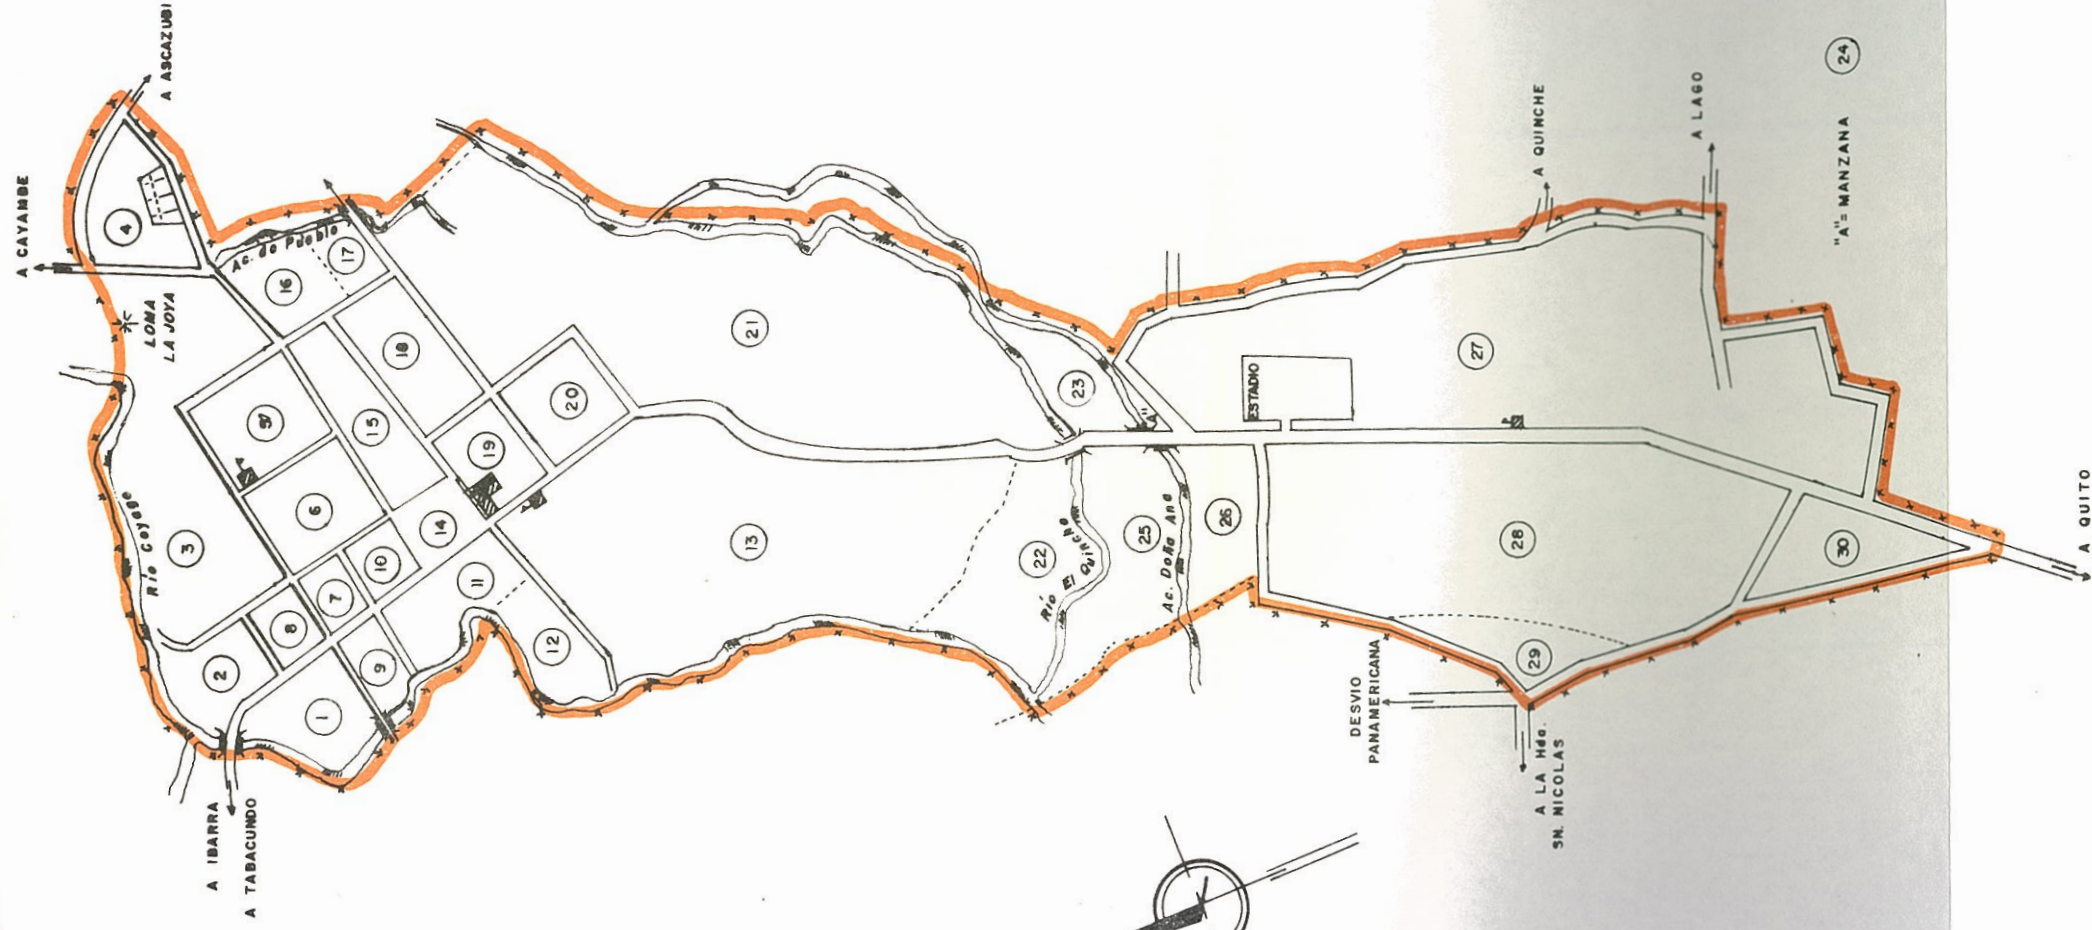 A ASCAZUBI
A CAYAMBE
4
LOMA
LA JOYA
Ac. de Pueblo
17
16
18
15
5
6
3
Río Coyago
19
20
14
10
7
8
11
2
9
12
1
A IBARRA
A TABACUNDO
21
13
23
"A"
22
Río El Quinche
25
Ac. Doña Ana
26
ESTADIO
27
A QUINCHE
A LAGO
"A" = MANZANA 24
28
29
30
DESVIO
PANAMERICANA
A LA Hda.
SN. NICOLAS
A QUITO